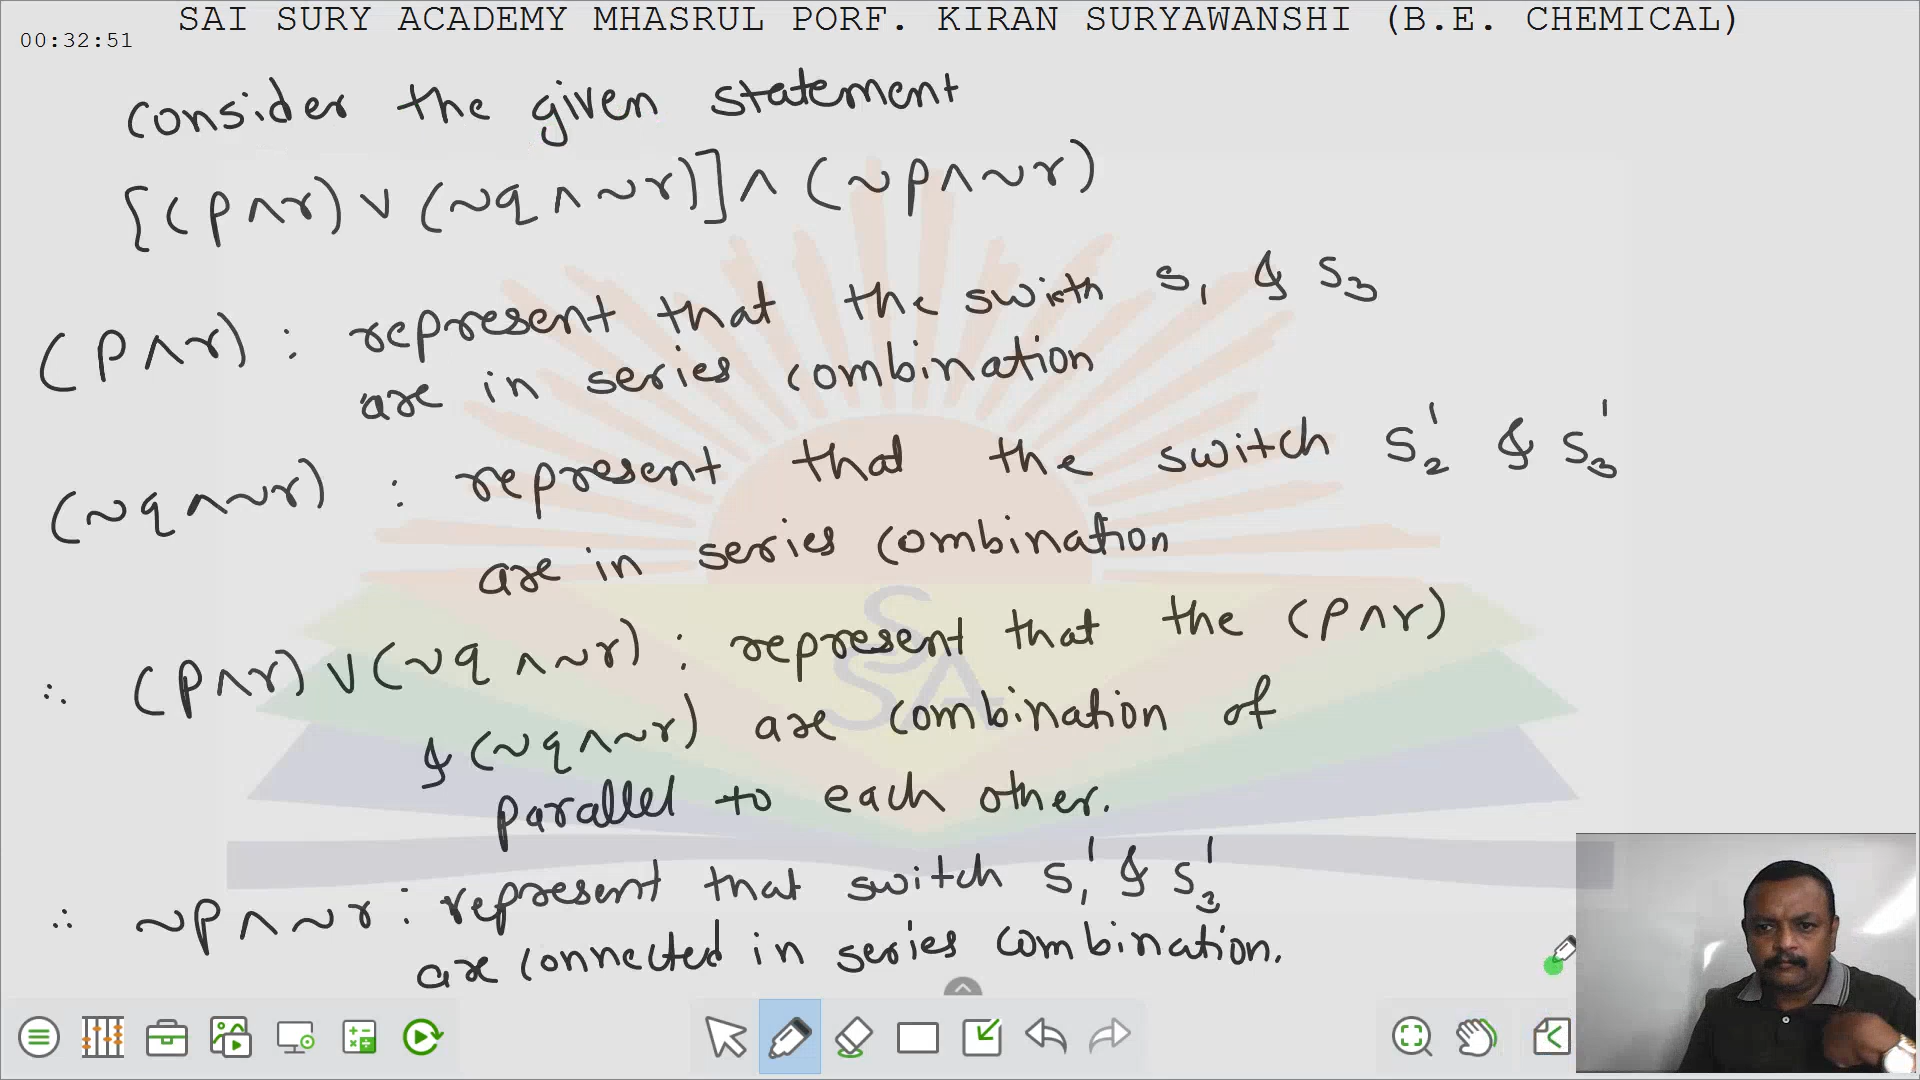 SAI SURY ACADEMY MHASRUL PORF. KIRAN SURYAWANSHI (B.E. CHEMICAL)
00:32:51
consider the given statement
[(p∧r)∨(~q∧~r)]∧(~p∧~r)
(p∧r) : represent that the swith S₁ & S₃
are in series combination
(~q∧~r) : represent that the switch S₂' & S₃'
are in series combination
∴ (p∧r)∨(~q∧~r) : represent that the (p∧r)
& (~q∧~r) are combination of
parallel to each other.
∴ ~p∧~r : represent that switch S₁' & S₃'
are connected in series combination.
S
S
SA